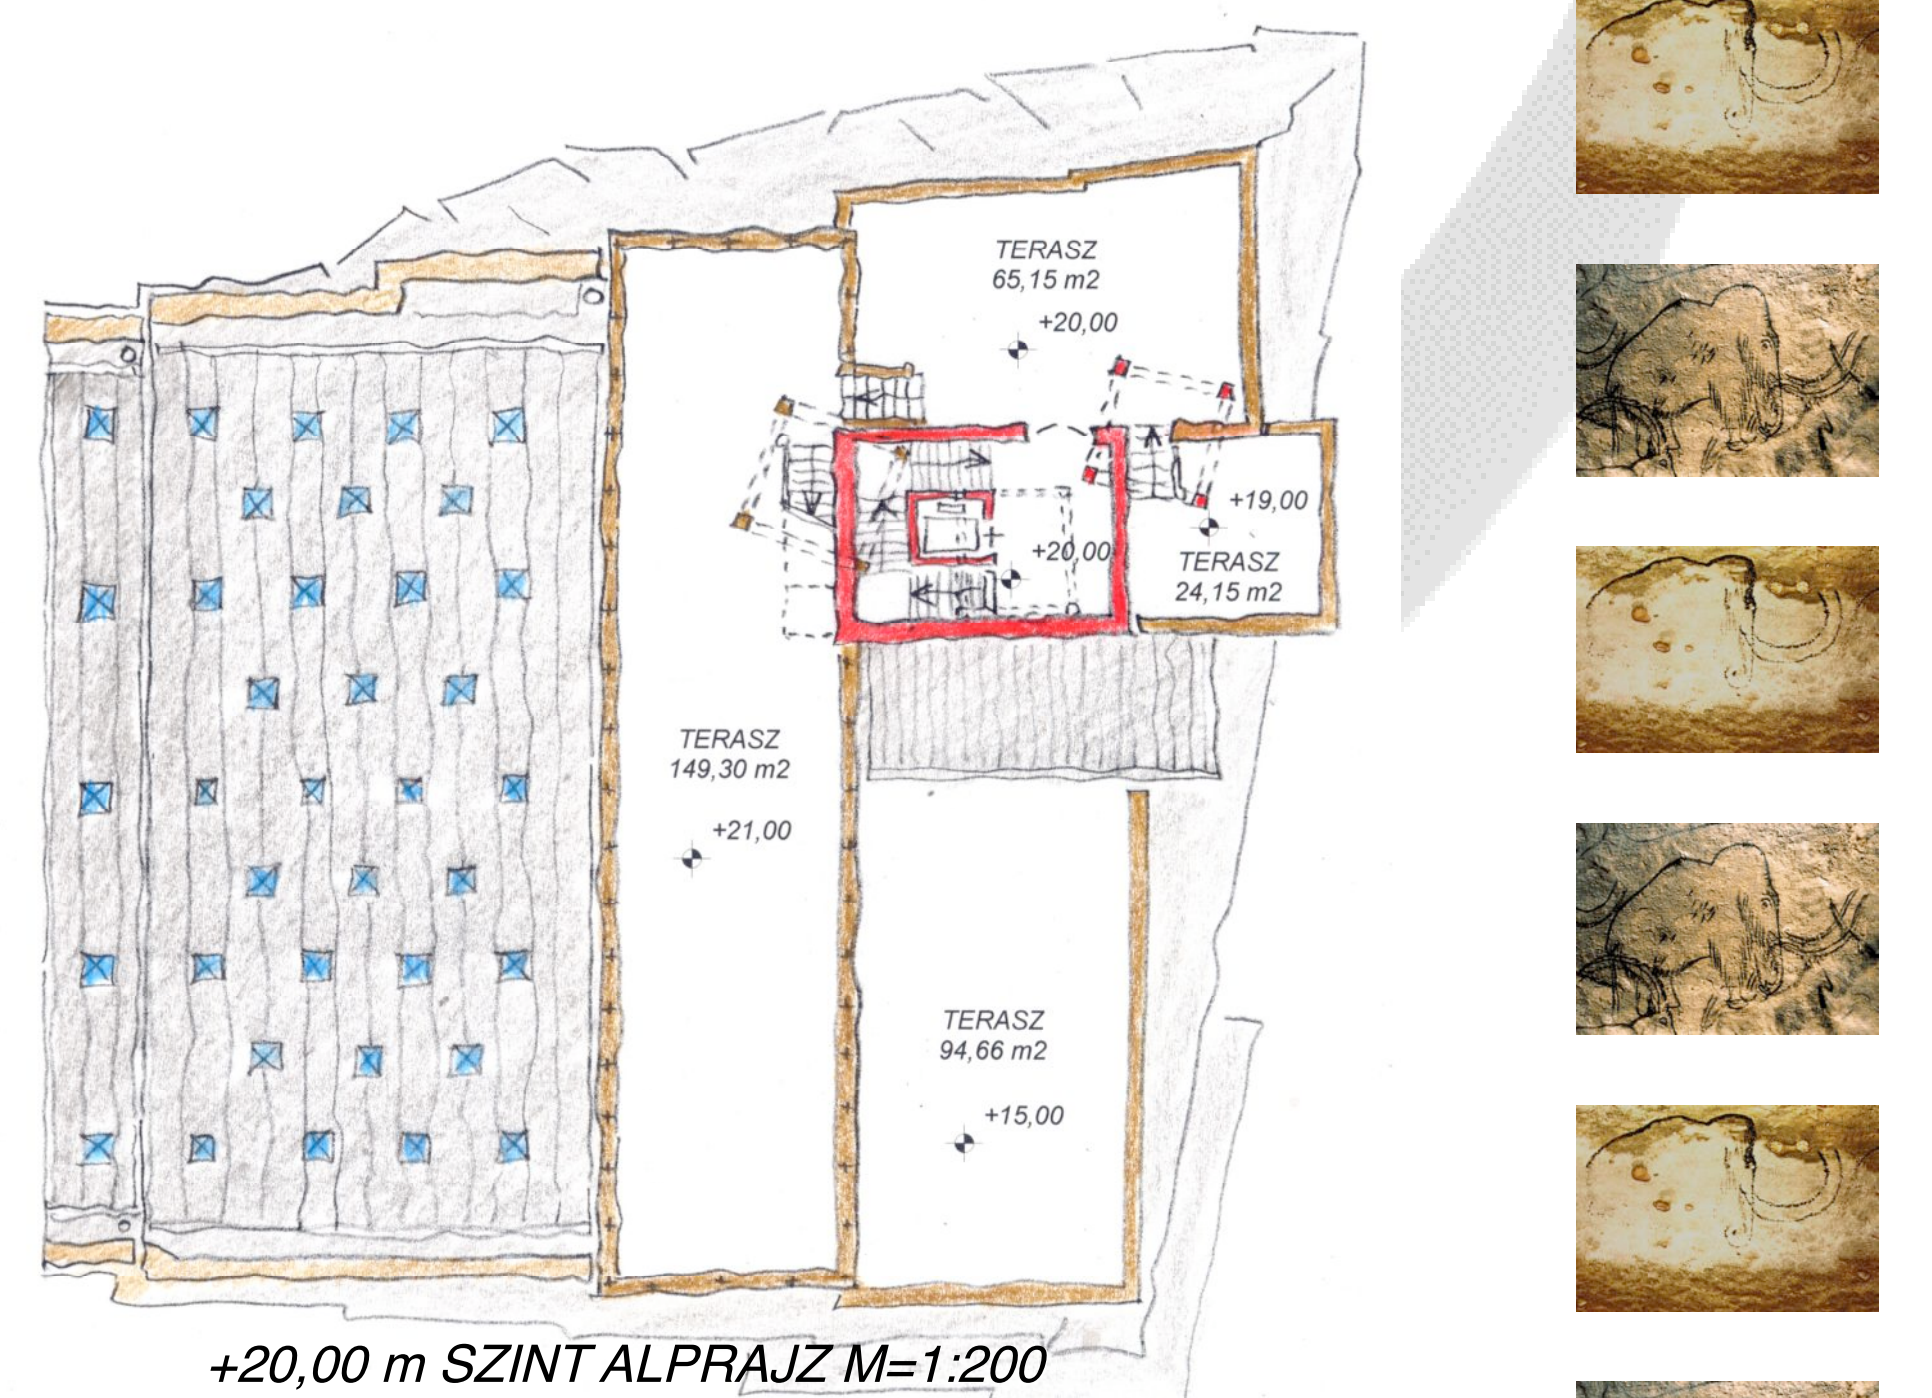 TERASZ
65,15 m2
+20,00
+19,00
+20,00
TERASZ
24,15 m2
TERASZ
149,30 m2
+21,00
TERASZ
94,66 m2
+15,00
+20,00 m SZINT ALPRAJZ M=1:200